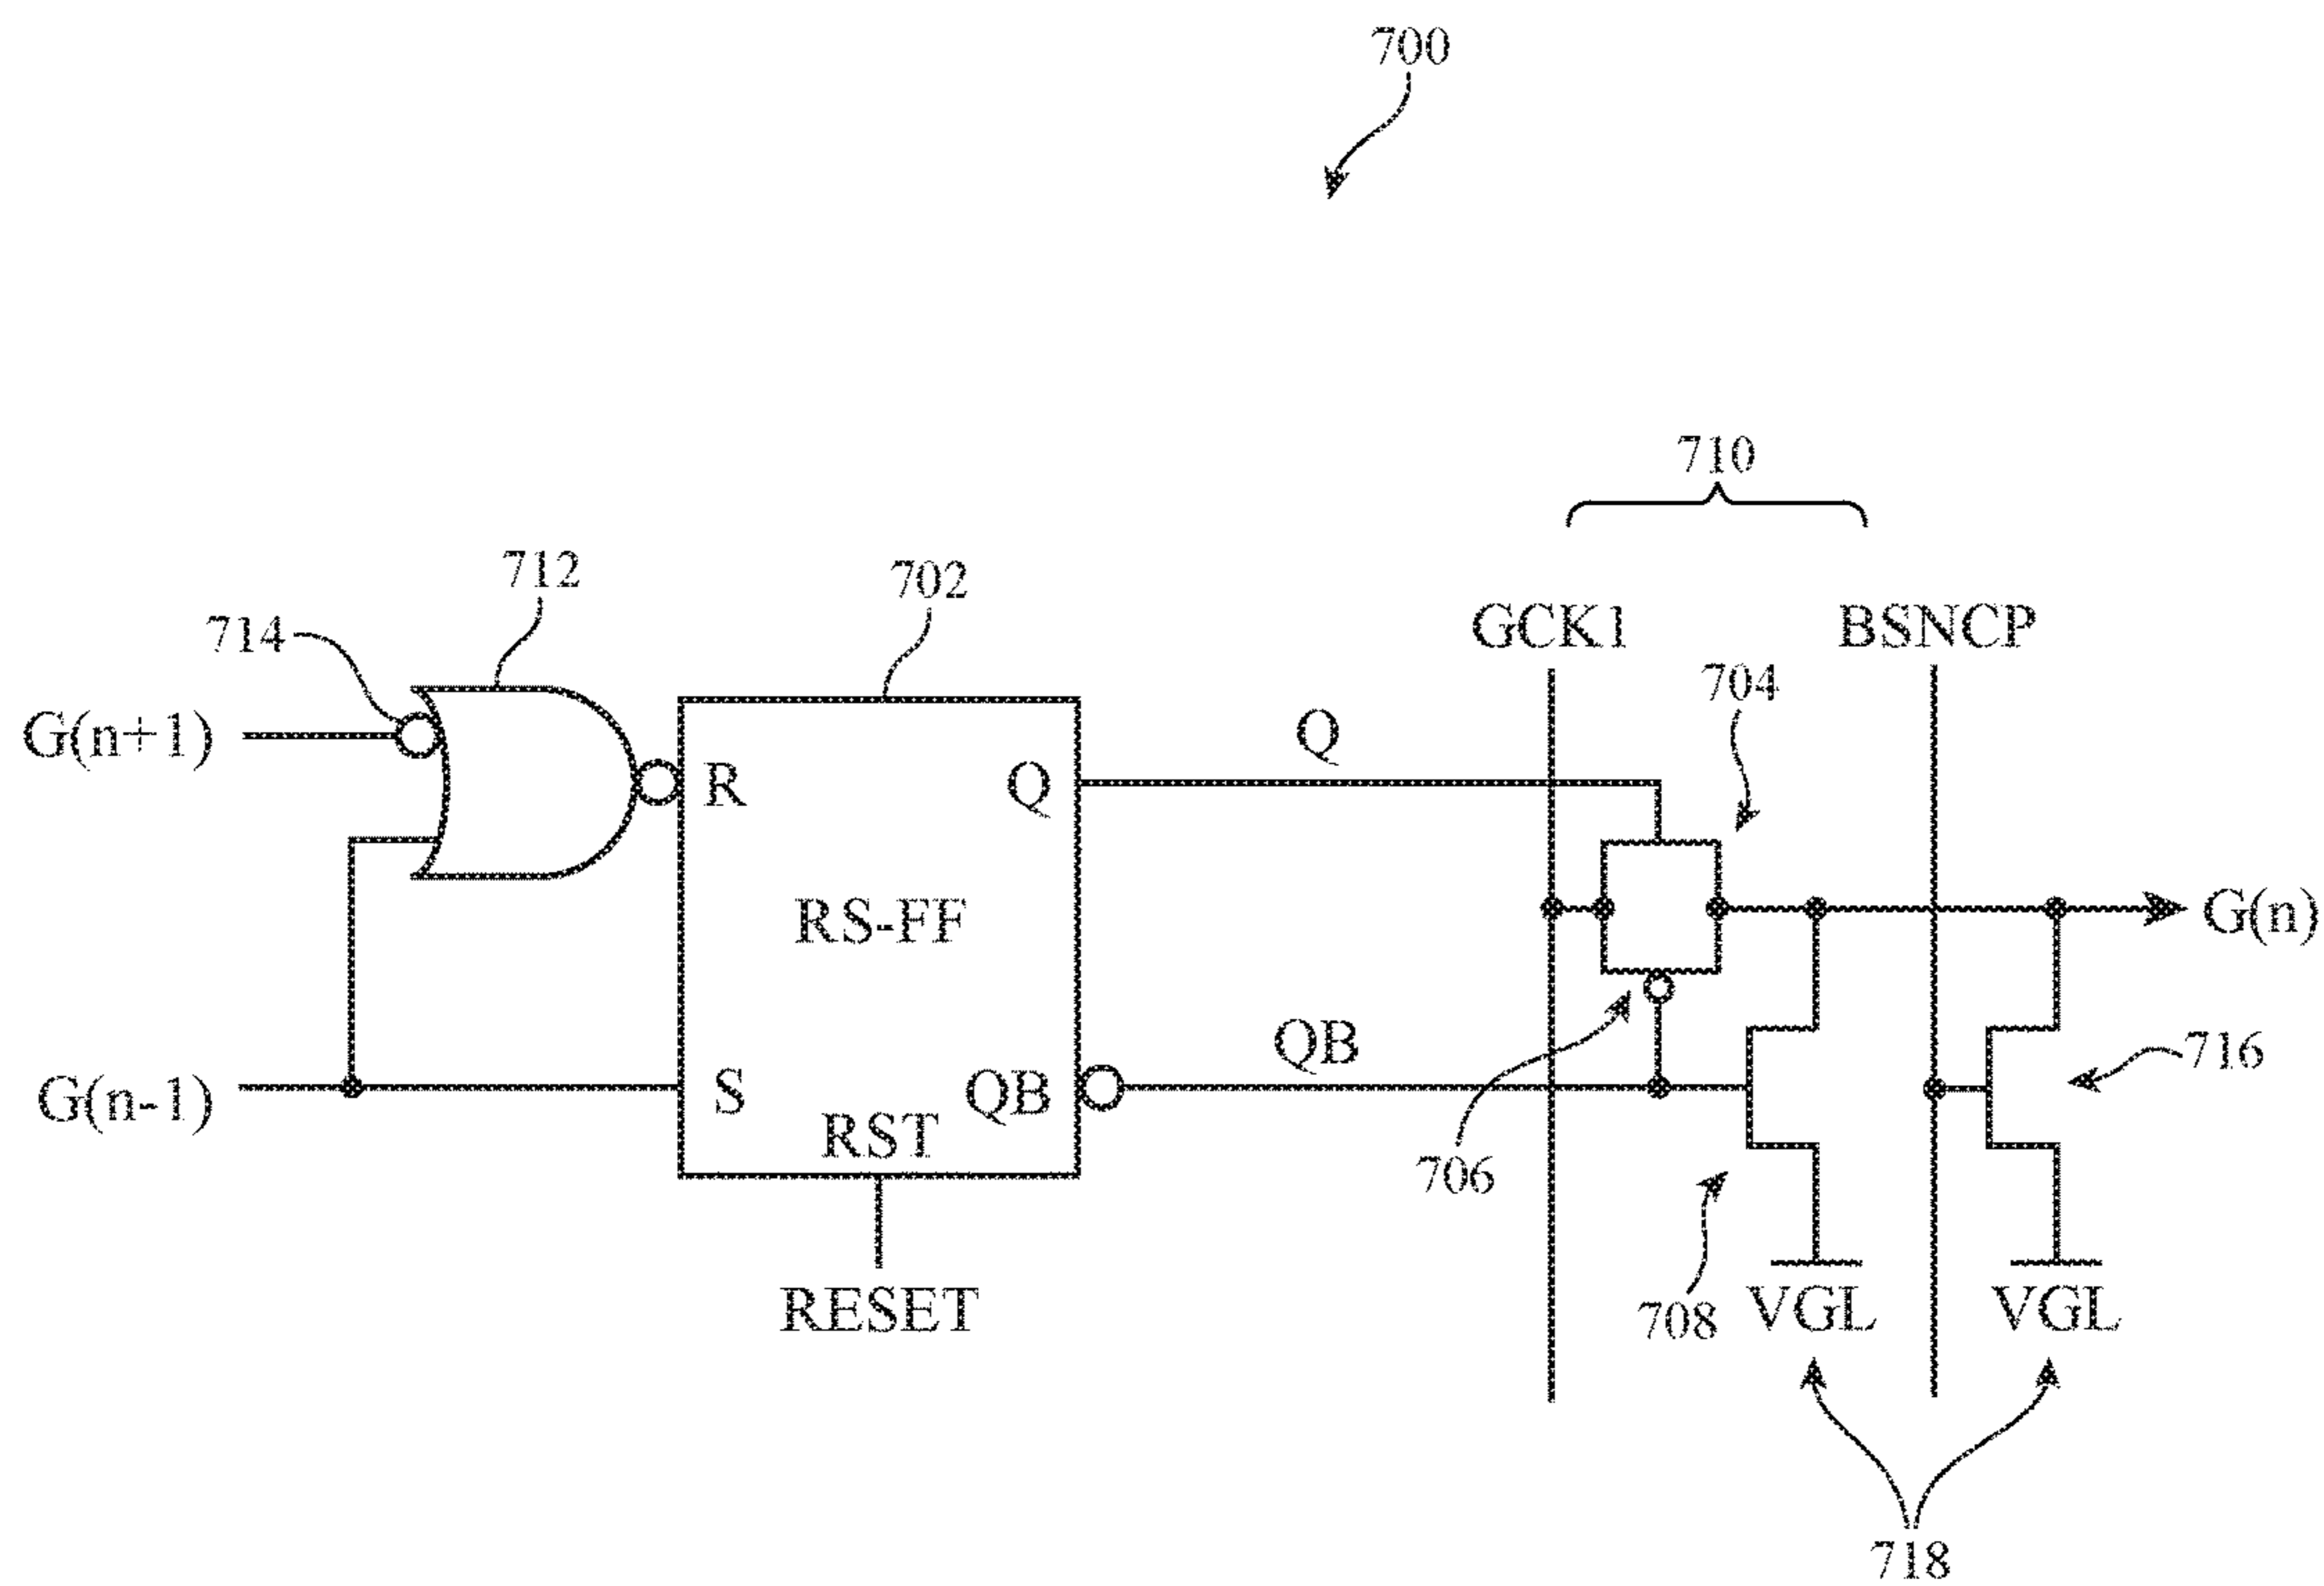 700
710
712
702
GCK1
BSNCP
714
704
G(n+1)
Q
R
Q
RS-FF
G(n)
QB
716
G(n-1)
S
QB
RST
706
RESET
708
VGL
VGL
718